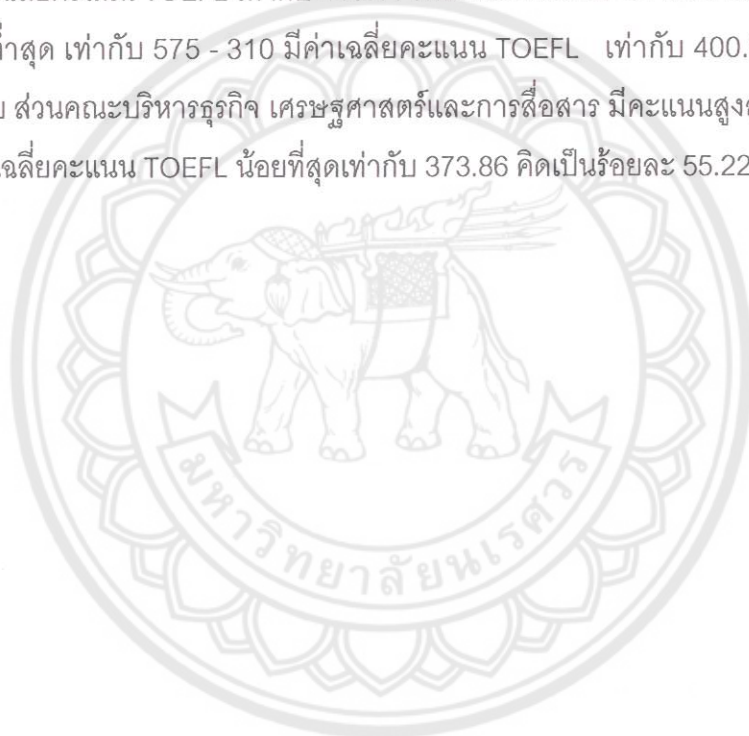 ต่ำสุด เท่ากับ 575 - 310 มีค่าเฉลี่ยคะแนน TOEFL เท่ากับ 400.
ส่วนคณะบริหารธุรกิจ เศรษฐศาสตร์และการสื่อสาร มีคะแนนสูง
เฉลี่ยคะแนน TOEFL น้อยที่สุดเท่ากับ 373.86 คิดเป็นร้อยละ 55.22
มหาวิทยาลัยนเรศวร